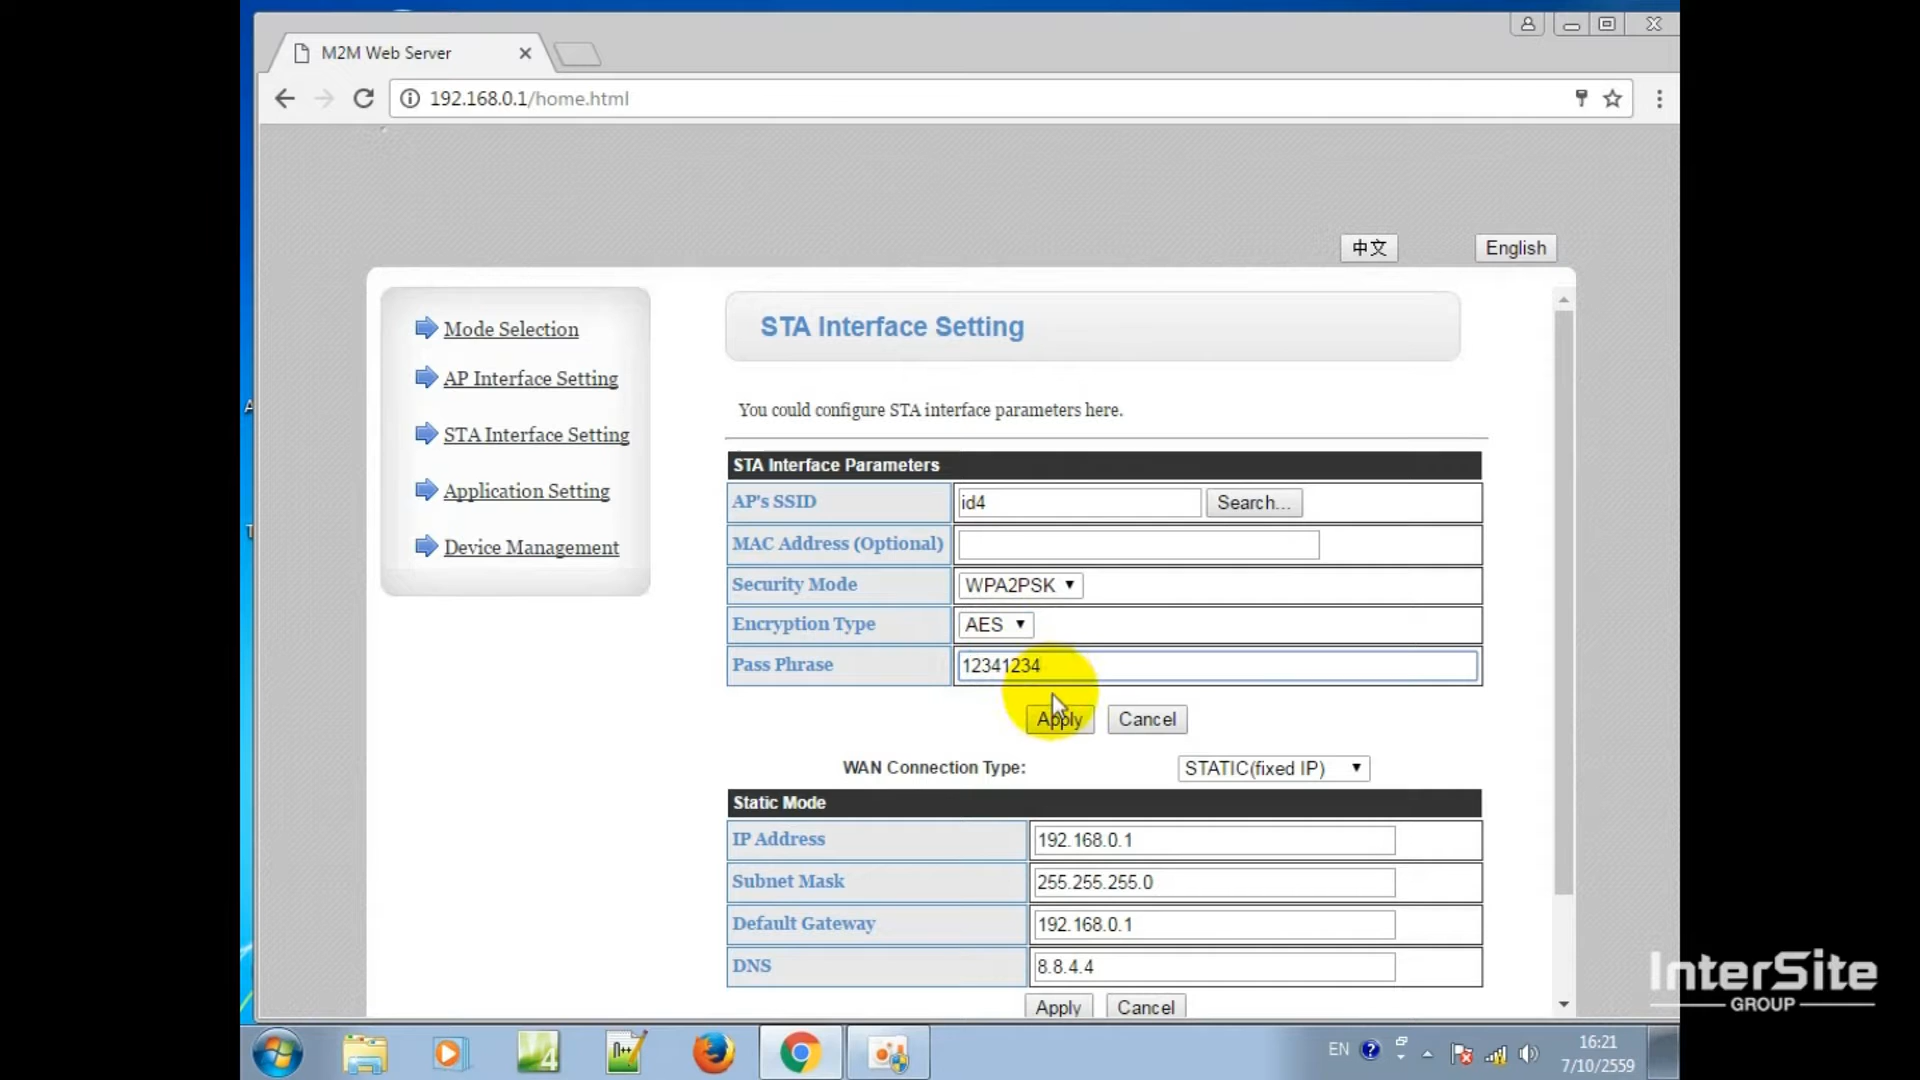 M2M Web Server
192.168.0.1/home.html
中文
English
Mode Selection
AP Interface Setting
STA Interface Setting
Application Setting
Device Management
STA Interface Setting
You could configure STA interface parameters here.
STA Interface Parameters
AP's SSID id4 Search...
MAC Address (Optional)
Security Mode WPA2PSK
Encryption Type AES
Pass Phrase 12341234
Apply Cancel
WAN Connection Type: STATIC(fixed IP)
Static Mode
IP Address 192.168.0.1
Subnet Mask 255.255.255.0
Default Gateway 192.168.0.1
DNS 8.8.4.4
Apply Cancel
InterSite
GROUP
EN
16:21
7/10/2559